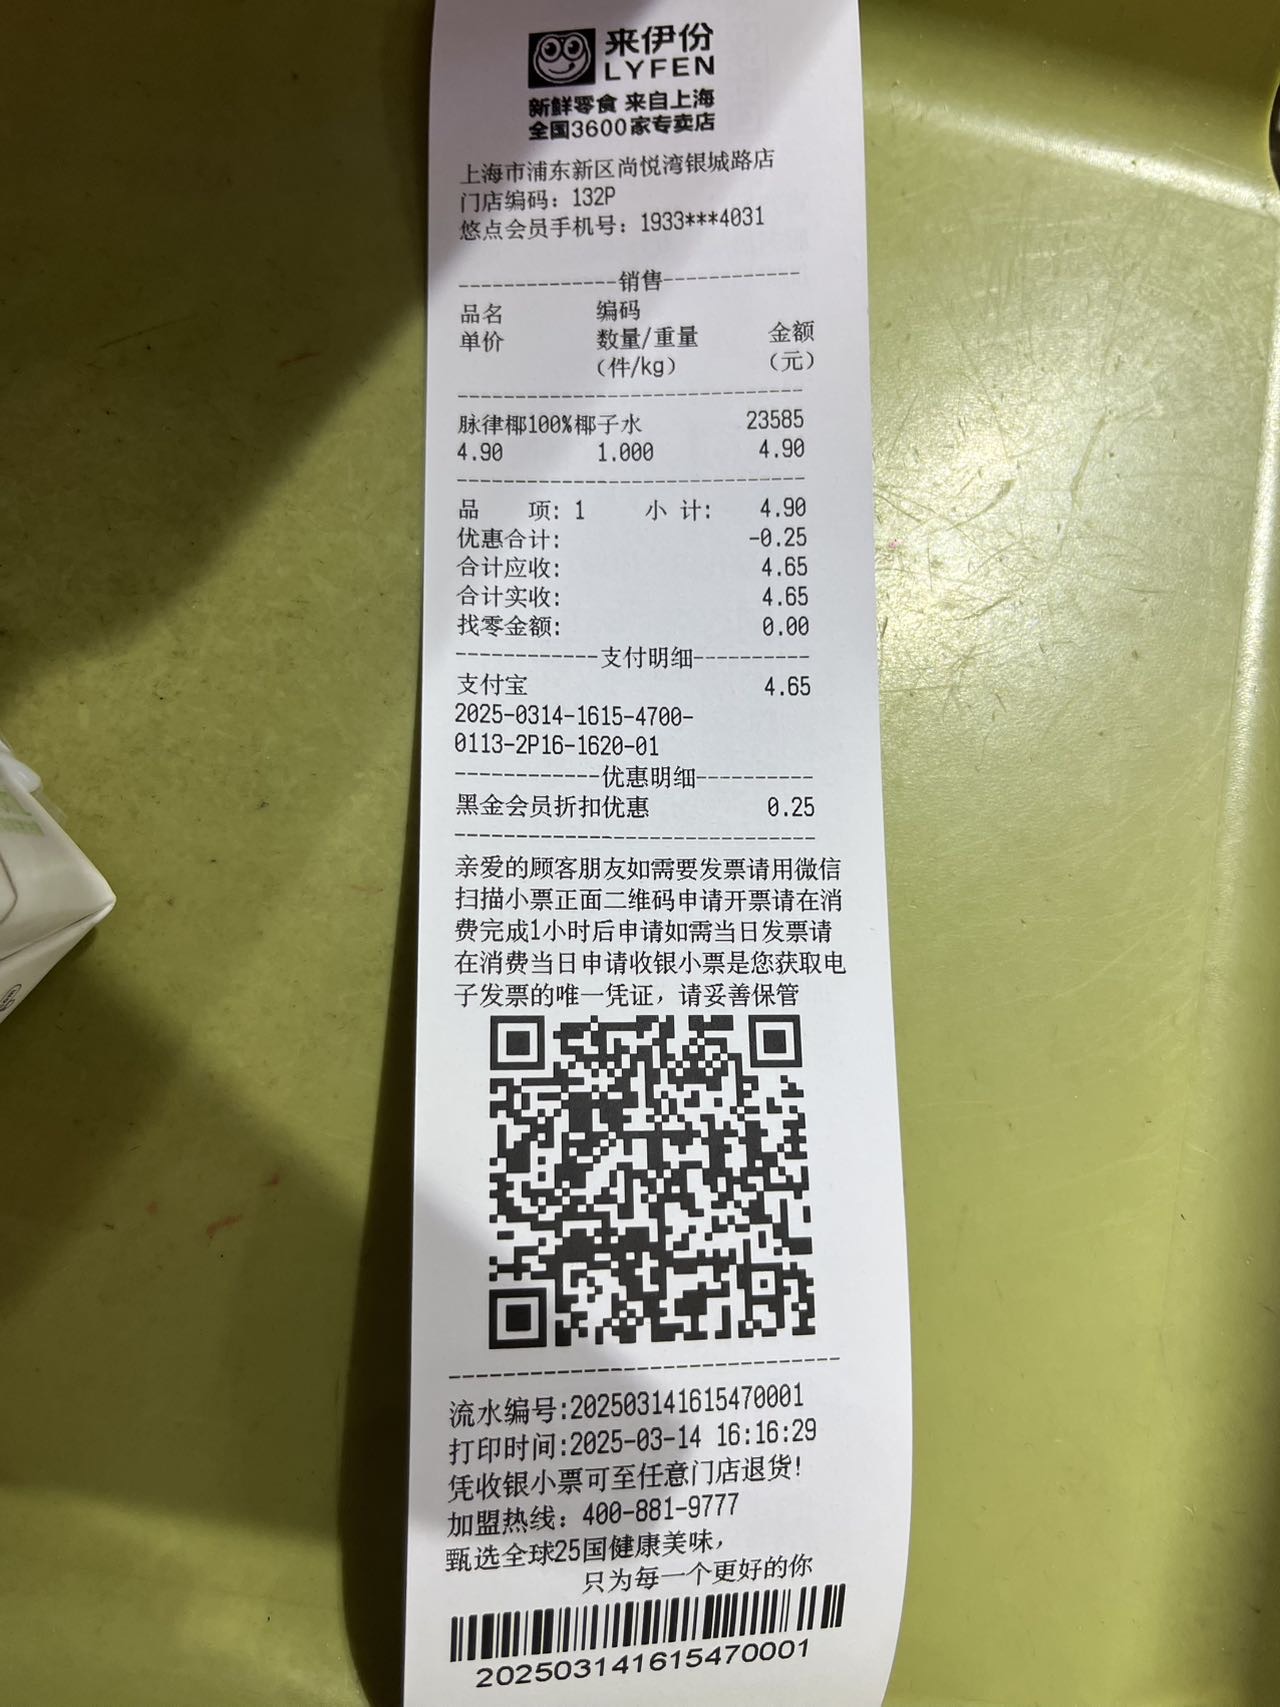 来伊份
LYFEN
新鲜零食 来自上海
全国3600家专卖店
上海市浦东新区尚悦湾银城路店
门店编码：132P
悠点会员手机号：1933***4031
-------------销售------------
品名 编码
单价 数量/重量 金额
（件/kg） （元）
脉律椰100%椰子水 23585
4.90 1.000 4.90
品 项: 1 小 计: 4.90
优惠合计: -0.25
合计应收: 4.65
合计实收: 4.65
找零金额: 0.00
------------支付明细----------
支付宝 4.65
2025-0314-1615-4700-
0113-2P16-1620-01
------------优惠明细----------
黑金会员折扣优惠 0.25
亲爱的顾客朋友如需要发票请用微信
扫描小票正面二维码申请开票请在消
费完成1小时后申请如需当日发票请
在消费当日申请收银小票是您获取电
子发票的唯一凭证，请妥善保管
流水编号:202503141615470001
打印时间:2025-03-14 16:16:29
凭收银小票可至任意门店退货!
加盟热线：400-881-9777
甄选全球25国健康美味，
只为每一个更好的你
202503141615470001